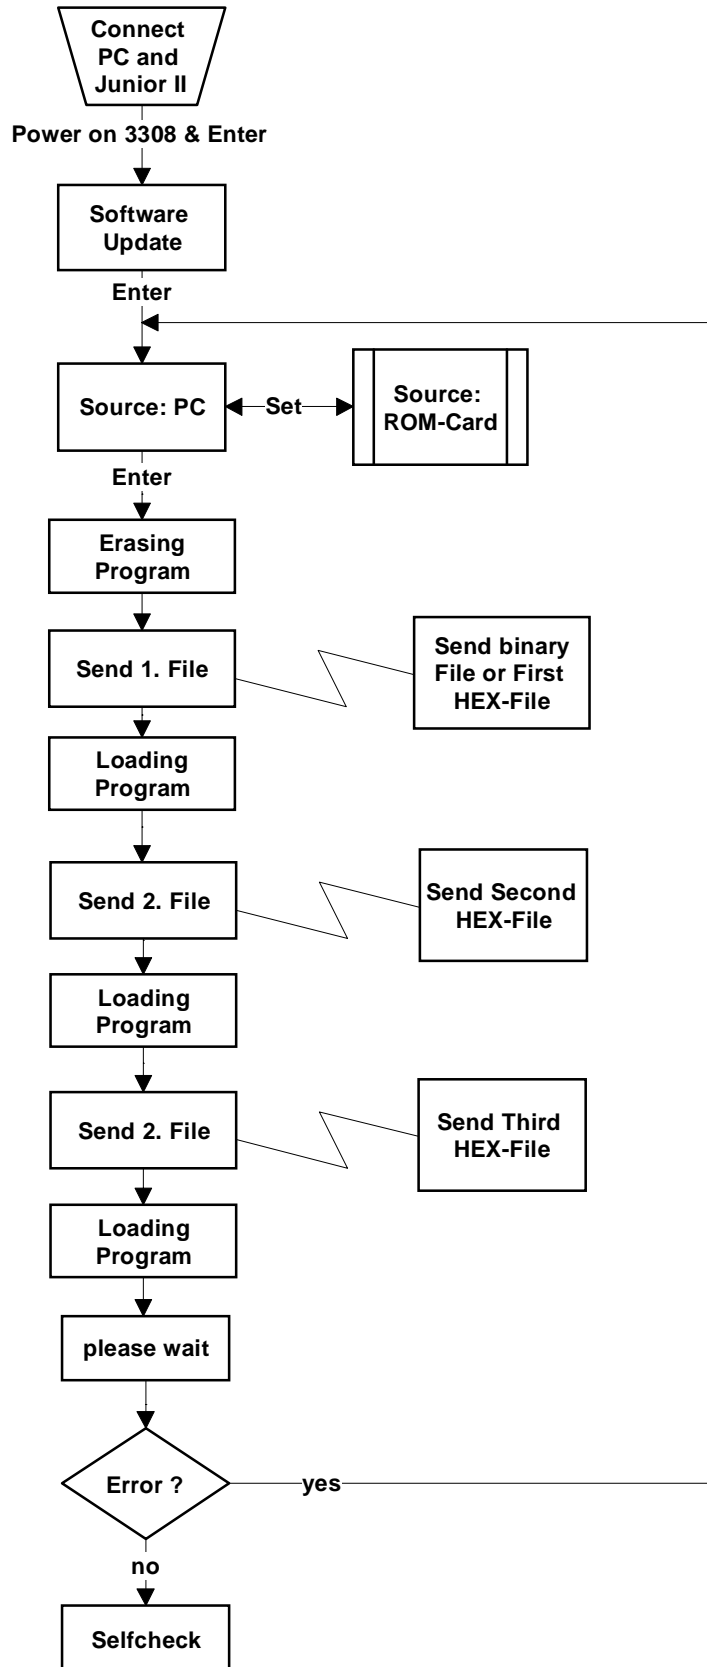 Connect
PC and
Junior II
Power on 3308 & Enter
Software
Update
Enter
Source: PC
Set
Source:
ROM-Card
Enter
Erasing
Program
Send 1. File
Send binary
File or First
HEX-File
Loading
Program
Send 2. File
Send Second
HEX-File
Loading
Program
Send 2. File
Send Third
HEX-File
Loading
Program
please wait
Error ?
yes
no
Selfcheck